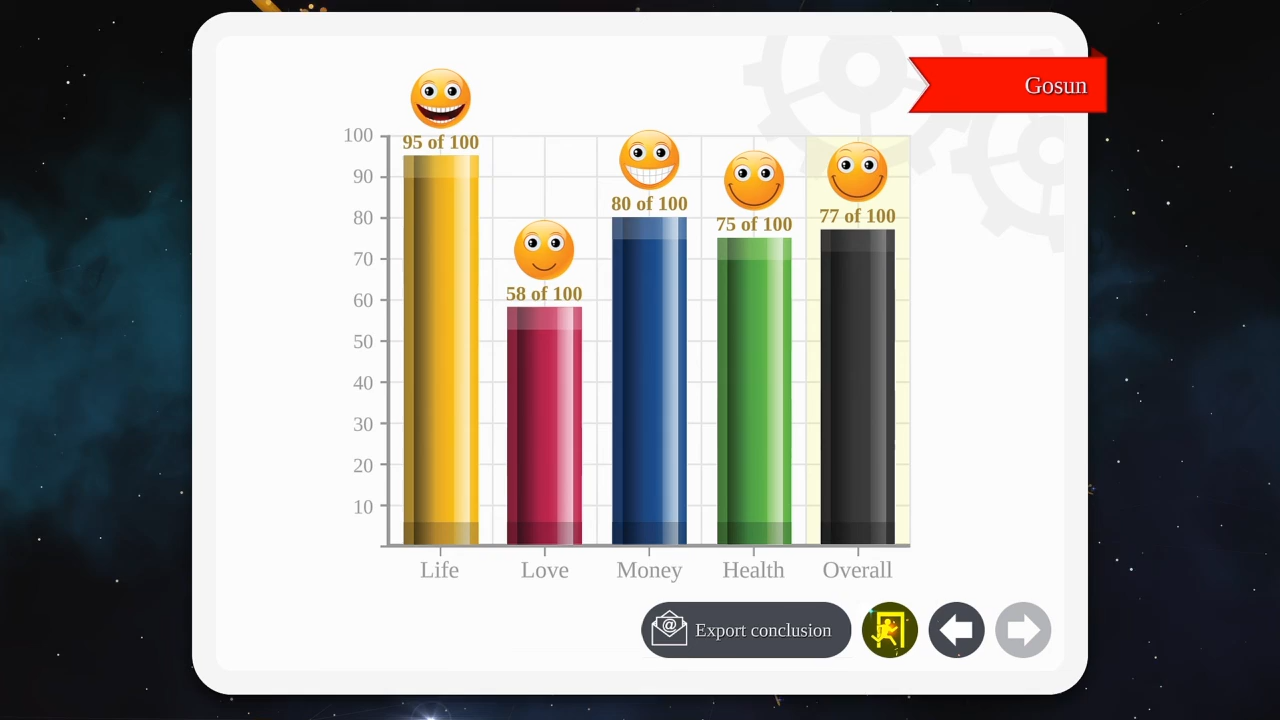 Gosun
100
90
80
70
60
50
40
30
20
10
95 of 100
58 of 100
80 of 100
75 of 100
77 of 100
Life
Love
Money
Health
Overall
@
Export conclusion